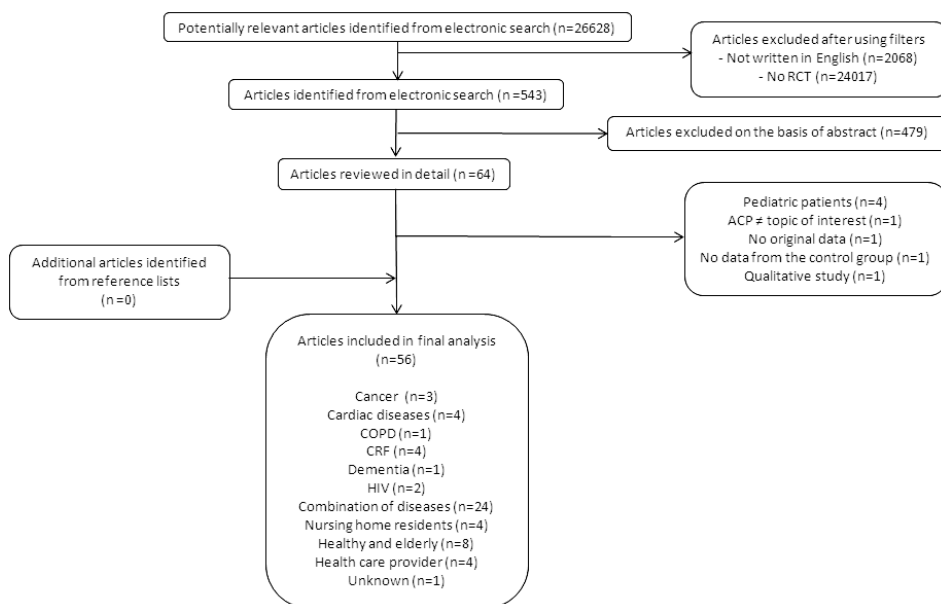 Potentially relevant articles identified from electronic search (n=26628)
Articles excluded after using filters
- Not written in English (n=2068)
- No RCT (n=24017)
Articles identified from electronic search (n =543)
Articles excluded on the basis of abstract (n=479)
Articles reviewed in detail (n =64)
Pediatric patients (n=4)
ACP ≠ topic of interest (n=1)
No original data (n=1)
No data from the control group (n=1)
Qualitative study (n=1)
Additional articles identified
from reference lists
(n =0)
Articles included in final analysis
(n=56)
Cancer (n=3)
Cardiac diseases (n=4)
COPD (n=1)
CRF (n=4)
Dementia (n=1)
HIV (n=2)
Combination of diseases (n=24)
Nursing home residents (n=4)
Healthy and elderly (n=8)
Health care provider (n=4)
Unknown (n=1)